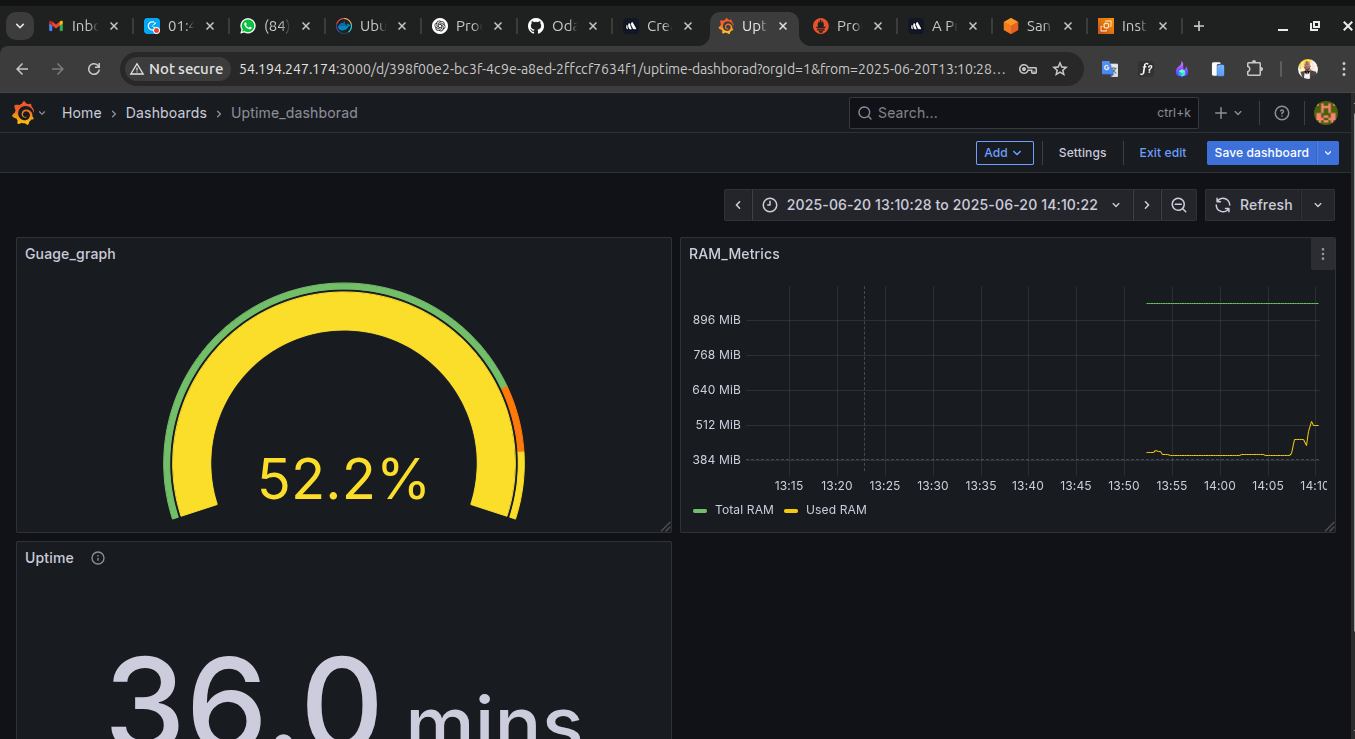 Inbc 01:4 (84) Ubu Pro Oda Cre Upt Pro A Pr San Inst
Not secure 54.194.247.174:3000/d/398f00e2-bc3f-4c9e-a8ed-2ffccf7634f1/uptime-dashborad?orgId=1&from=2025-06-20T13:10:28... f?
Home › Dashboards › Uptime_dashborad Search... ctrl+k
Add Settings Exit edit Save dashboard
2025-06-20 13:10:28 to 2025-06-20 14:10:22 Refresh
Guage_graph
52.2%
RAM_Metrics
896 MiB
768 MiB
640 MiB
512 MiB
384 MiB
13:15 13:20 13:25 13:30 13:35 13:40 13:45 13:50 13:55 14:00 14:05 14:10
Total RAM Used RAM
Uptime
36.0 mins